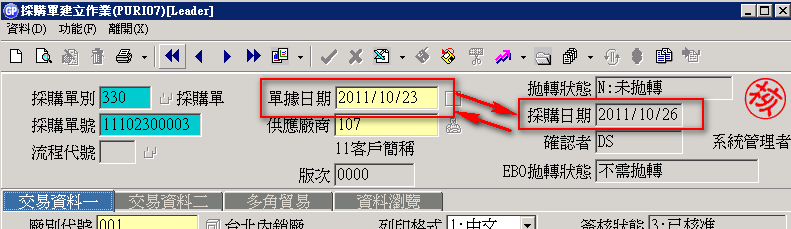 採購單建立作業(PURI07)[Leader]
資料(D) 功能(F) 離開(X)
採購單別 330 採購單 單據日期 2011/10/23 拋轉狀態 N:未拋轉
採購日期 2011/10/26 核
採購單號 11102300003 供應廠商 107
確認者 DS 系統管理者
流程代號 11客戶簡稱
版次 0000 EBO拋轉狀態 不需拋轉
交易資料一 交易資料二 多角貿易 資料瀏覽
廠別代號 001 台北內銷廠 列印格式 1:中文 簽核狀態 3:已核准